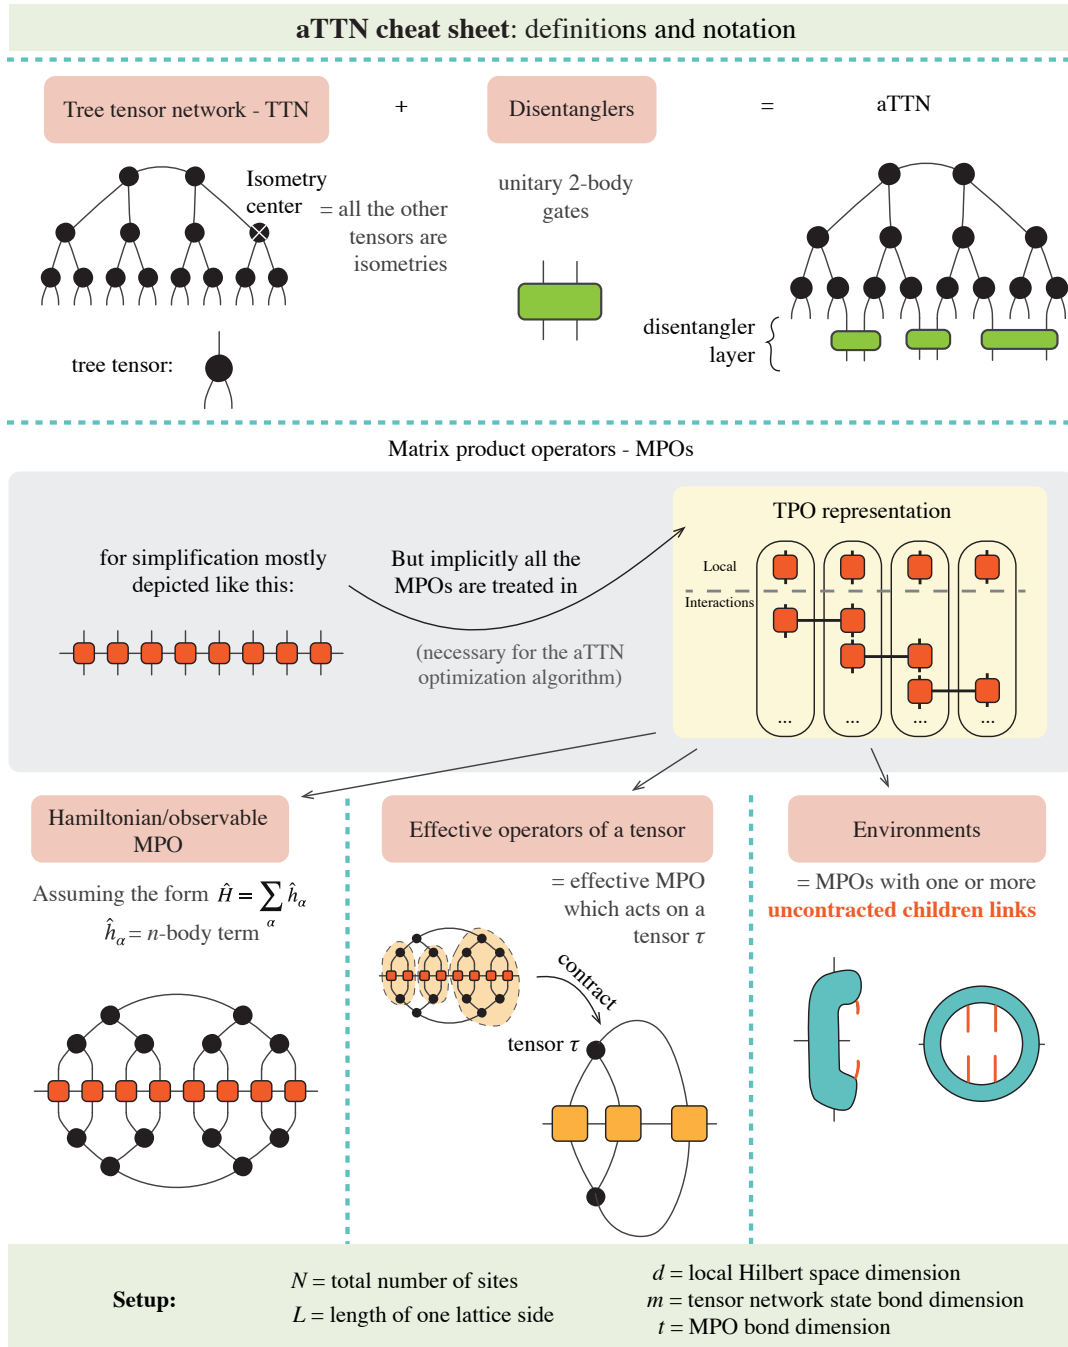 aTTN cheat sheet: definitions and notation
Tree tensor network - TTN
+
Disentanglers
=
aTTN
Isometry
center
= all the other
tensors are
isometries
unitary 2-body
gates
tree tensor:
disentangler
layer
Matrix product operators - MPOs
for simplification mostly
depicted like this:
But implicitly all the
MPOs are treated in
(necessary for the aTTN
optimization algorithm)
TPO representation
Local
Interactions
... ... ... ...
Hamiltonian/observable
MPO
Assuming the form Ĥ = ∑α ĥα
ĥα = n-body term
Effective operators of a tensor
= effective MPO
which acts on a
tensor τ
contract
tensor τ
Environments
= MPOs with one or more
uncontracted children links
Setup:
N = total number of sites
L = length of one lattice side
d = local Hilbert space dimension
m = tensor network state bond dimension
t = MPO bond dimension